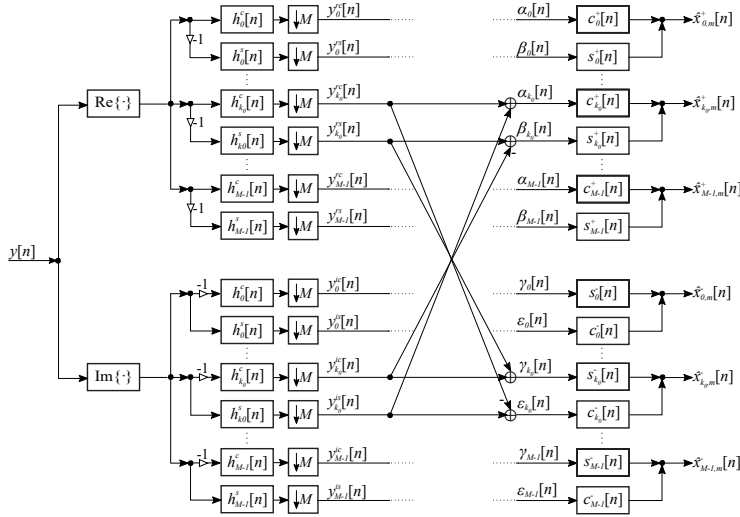 h_0^c[n] ↓M y_0^{rc}[n] α_0[n] c_0^+[n] x̂_{0,m}^+[n]
-1
h_0^s[n] ↓M y_0^{rs}[n] β_0[n] s_0^+[n]
Re{·} h_{k_0}^c[n] ↓M y_{k_0}^{rc}[n] α_{k_0}[n] c_{k_0}^+[n] x̂_{k_0,m}^+[n]
-1
h_{k0}^s[n] ↓M y_{k_0}^{rs}[n] - β_{k_0}[n] s_{k_0}^+[n]
h_{M-1}^c[n] ↓M y_{M-1}^{rc}[n] α_{M-1}[n] c_{M-1}^+[n] x̂_{M-1,m}^+[n]
-1
h_{M-1}^s[n] ↓M y_{M-1}^{rs}[n] β_{M-1}[n] s_{M-1}^+[n]
y[n]
-1 h_0^c[n] ↓M y_0^{ic}[n] γ_0[n] s_0^-[n] x̂_{0,m}^-[n]
h_0^s[n] ↓M y_0^{is}[n] ε_0[n] c_0^-[n]
Im{·} -1 h_{k_0}^c[n] ↓M y_{k_0}^{ic}[n] γ_{k_0}[n] s_{k_0}^-[n] x̂_{k_0,m}^-[n]
h_{k0}^s[n] ↓M y_{k_0}^{is}[n] - ε_{k_0}[n] c_{k_0}^-[n]
-1 h_{M-1}^c[n] ↓M y_{M-1}^{ic}[n] γ_{M-1}[n] s_{M-1}^-[n] x̂_{M-1,m}^-[n]
h_{M-1}^s[n] ↓M y_{M-1}^{is}[n] ε_{M-1}[n] c_{M-1}^-[n]